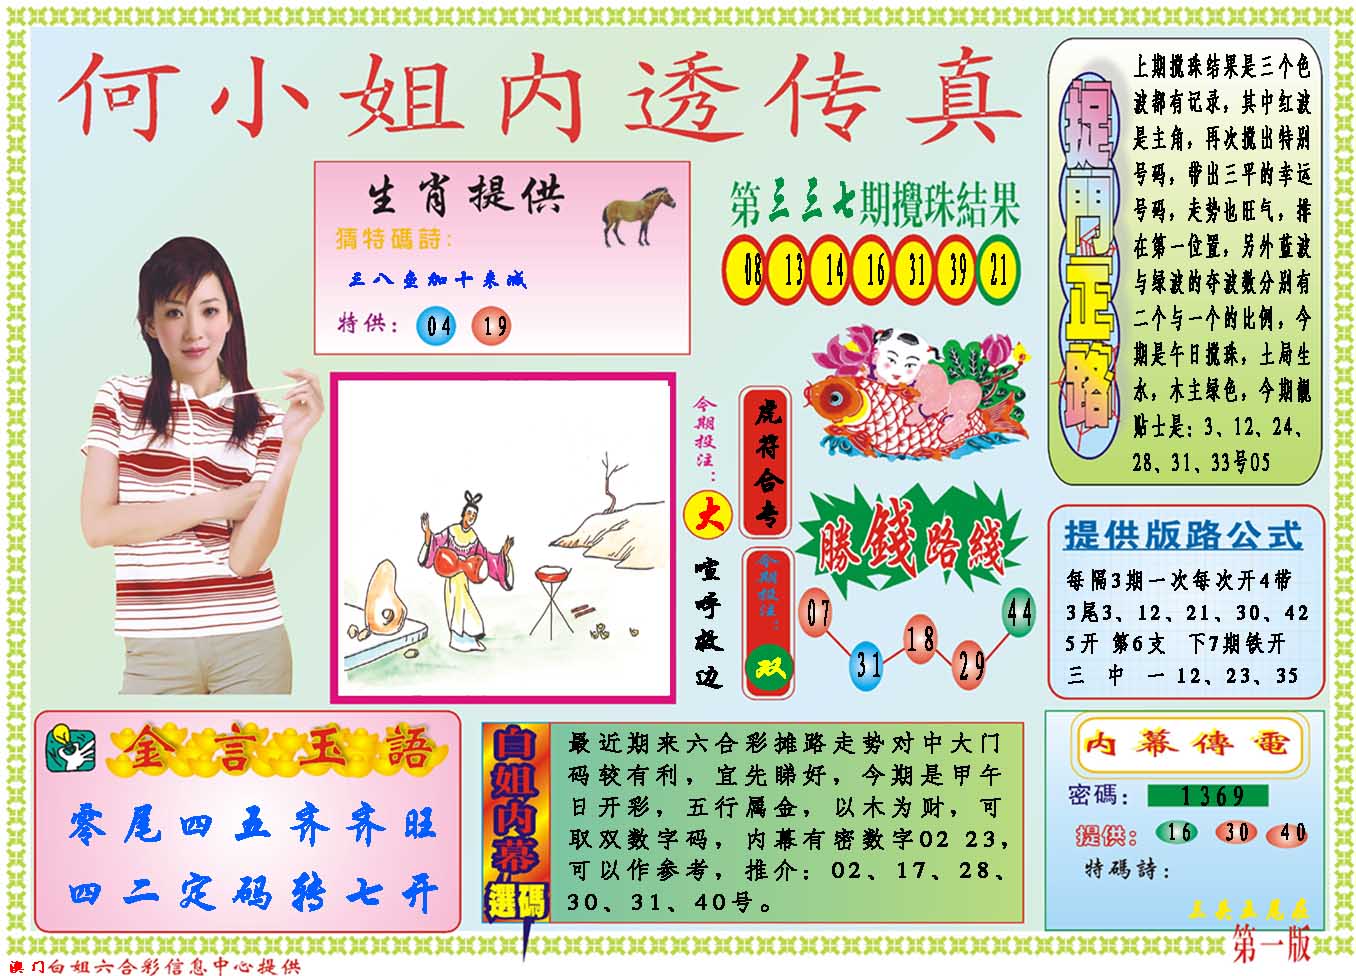 何小姐内透传真
生肖提供
猜特碼詩:
三八垒加十来减
特供: 04 19
第三三七期攪珠結果
08 13 14 16 31 39 21
捉門正路
上期搅珠结果是三个色
波都有记录，其中红波
是主角，再次搅出特别
号码，带出三平的幸运
号码，走势也旺气，排
在第一位置，另外蓝波
与绿波的夺波数分别有
二个与一个的比例，今
期是午日搅珠，土局生
水，木主绿色，今期靓
贴士是：3、12、24、
28、31、33号05
今期投注：
大
喧呼救边
虎符合专
今期投注：
双
勝錢路綫
07 31 18 29 44
提供版路公式
每隔3期一次每次开4带
3尾3、12、21、30、42
5开 第6支 下7期铁开
三 中 一 12、23、35
金言玉語
零尾四五齐齐旺
四二定码转七开
白姐内幕
選碼
最近期来六合彩摊路走势对中大门
码较有利，宜先睇好，今期是甲午
日开彩，五行属金，以木为财，可
取双数字码，内幕有密数字02 23，
可以作参考，推介：02、17、28、
30、31、40号。
内幕傳電
密碼: 1369
提供: 16 30 40
特碼詩:
三头五尾在
第一版
澳门白姐六合彩信息中心提供